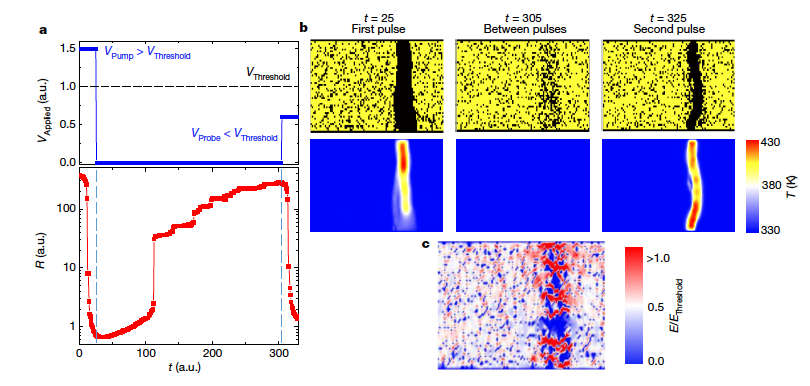 a
1.5
1.0
0.5
0.0
V_Applied (a.u.)
V_Pump > V_Threshold
V_Threshold
V_Probe < V_Threshold
100
10
1
R (a.u.)
0
100
200
300
t (a.u.)
b
t = 25
First pulse
t = 305
Between pulses
t = 325
Second pulse
430
380
330
T (K)
c
>1.0
0.5
0.0
E/E_Threshold